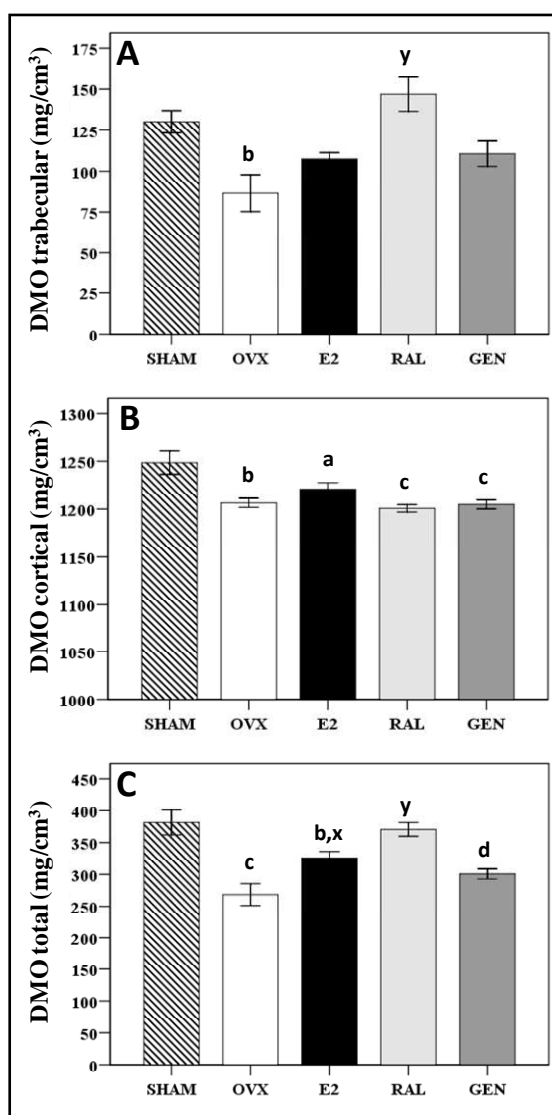 A
DMO trabecular (mg/cm³)
175
150
125
100
75
50
25
0
b
y
SHAM OVX E2 RAL GEN
B
DMO cortical (mg/cm³)
1300
1250
1200
1150
1100
1050
1000
b
a
c
c
SHAM OVX E2 RAL GEN
C
DMO total (mg/cm³)
450
400
350
300
250
200
150
100
50
0
c
b,x
y
d
SHAM OVX E2 RAL GEN